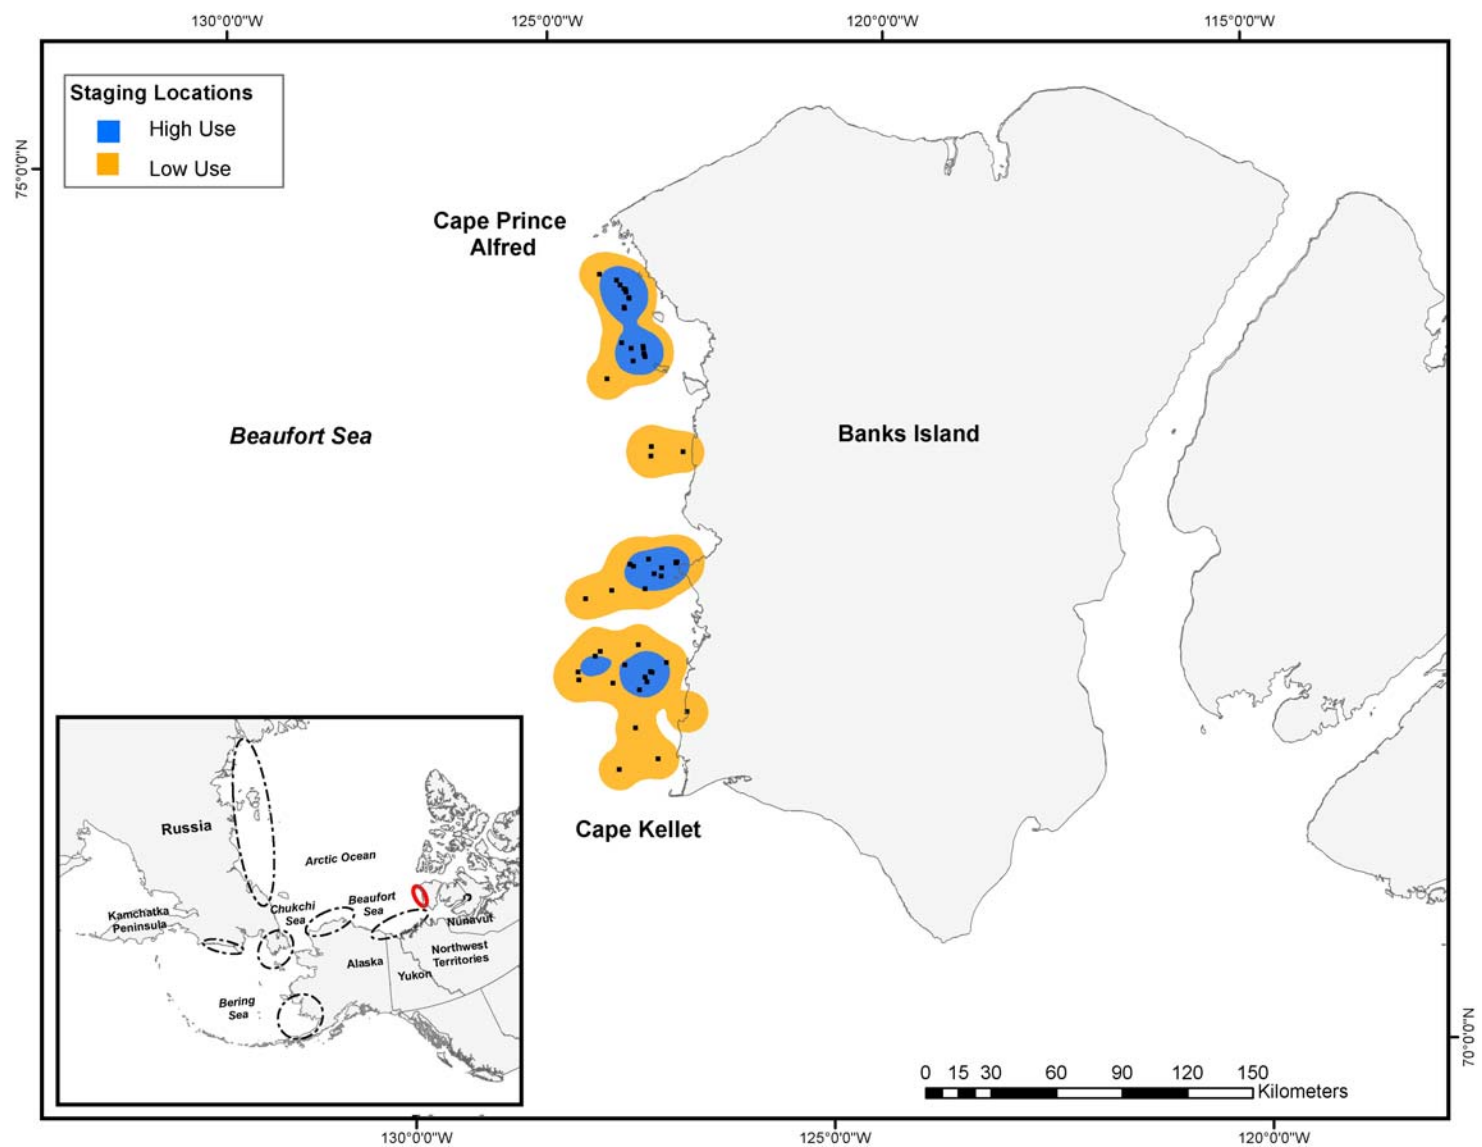 130°0'0"W
125°0'0"W
120°0'0"W
115°0'0"W
75°0'0"N
Staging Locations
High Use
Low Use
Cape Prince
Alfred
Beaufort Sea
Banks Island
Cape Kellet
Russia
Arctic Ocean
Kamchatka
Peninsula
Chukchi
Sea
Beaufort
Sea
Nunavut
Northwest
Territories
Alaska
Yukon
Bering
Sea
0 15 30 60 90 120 150
Kilometers
70°0'0"N
130°0'0"W
125°0'0"W
120°0'0"W